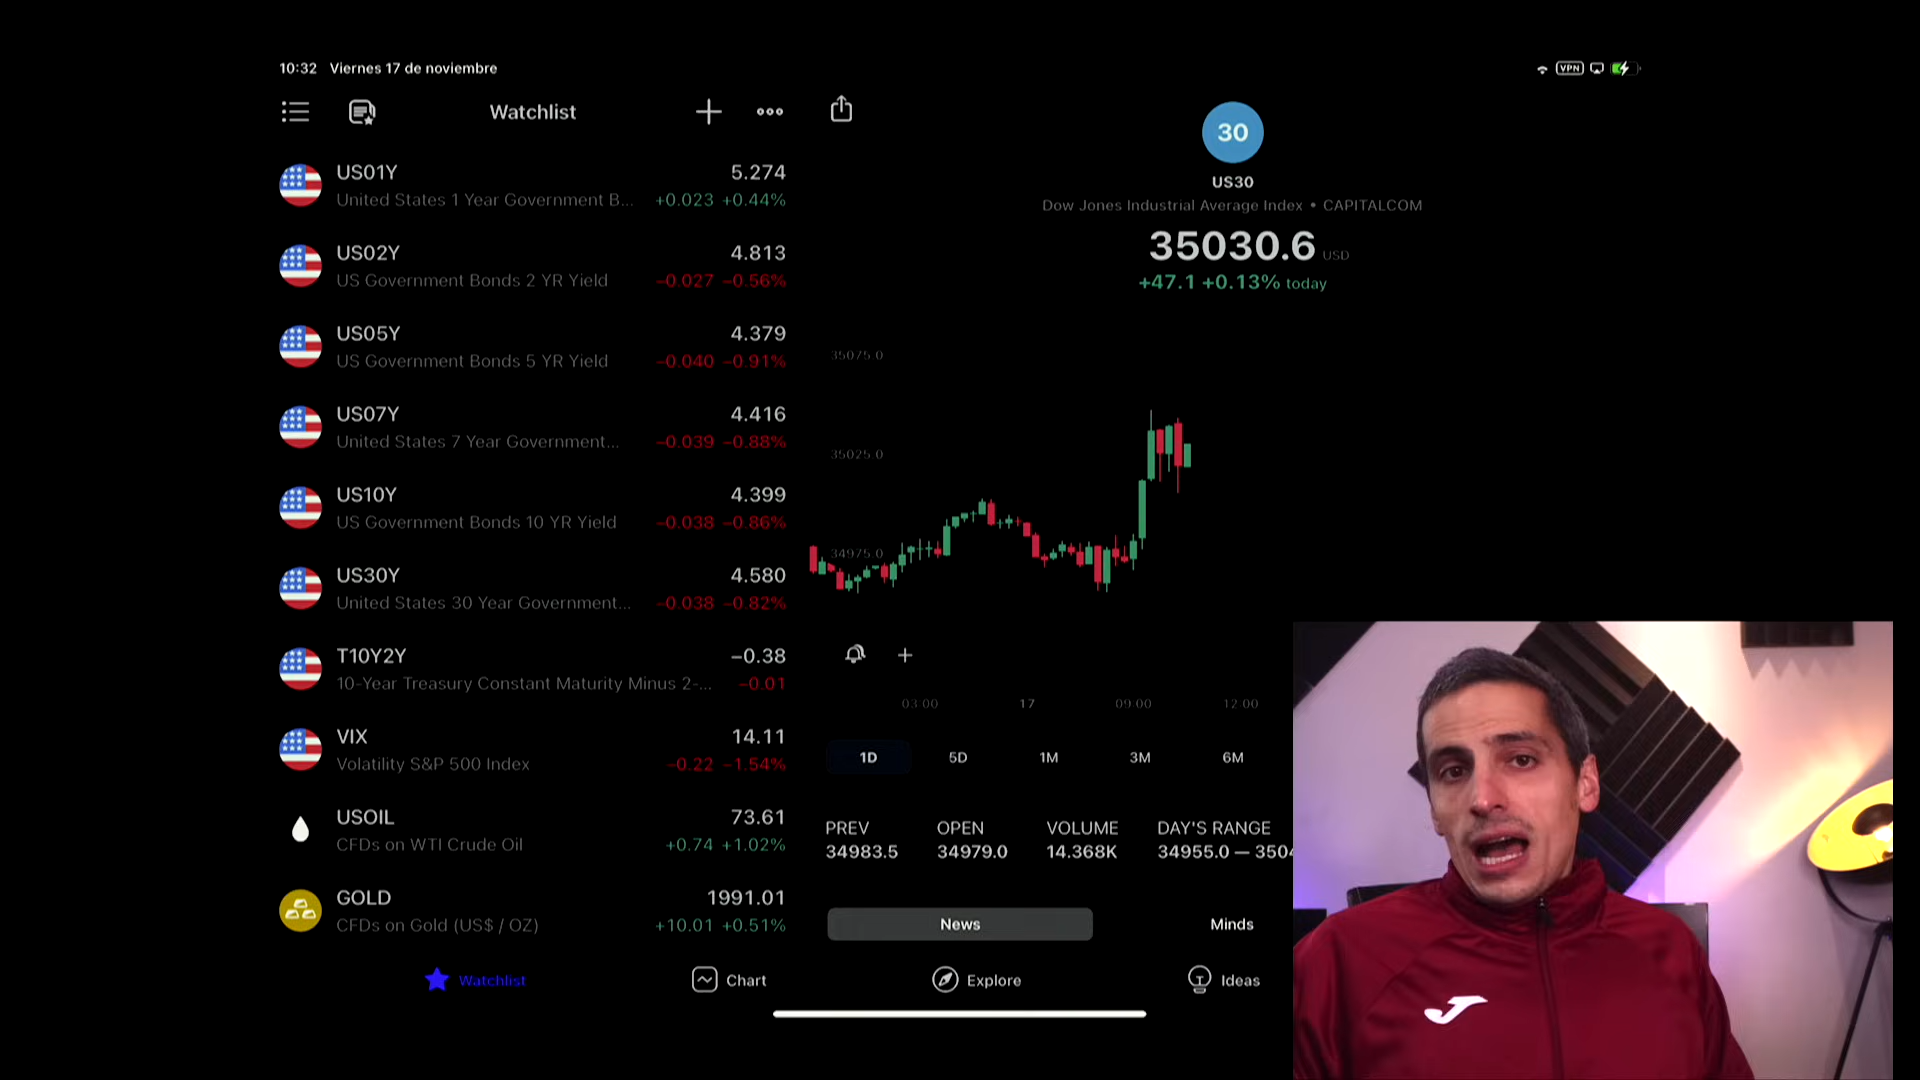 10:32 Viernes 17 de noviembre
VPN
Watchlist
US01Y 5.274
United States 1 Year Government B... +0.023 +0.44%
US02Y 4.813
US Government Bonds 2 YR Yield −0.027 −0.56%
US05Y 4.379
US Government Bonds 5 YR Yield −0.040 −0.91%
US07Y 4.416
United States 7 Year Government... −0.039 −0.88%
US10Y 4.399
US Government Bonds 10 YR Yield −0.038 −0.86%
US30Y 4.580
United States 30 Year Government... −0.038 −0.82%
T10Y2Y −0.38
10-Year Treasury Constant Maturity Minus 2-... −0.01
VIX 14.11
Volatility S&P 500 Index −0.22 −1.54%
USOIL 73.61
CFDs on WTI Crude Oil +0.74 +1.02%
GOLD 1991.01
CFDs on Gold (US$ / OZ) +10.01 +0.51%
30
US30
Dow Jones Industrial Average Index • CAPITALCOM
35030.6 USD
+47.1 +0.13% today
35075.0
35025.0
34975.0
03:00 17 09:00 12:00
1D 5D 1M 3M 6M
PREV OPEN VOLUME DAY'S RANGE
34983.5 34979.0 14.368K 34955.0 — 3504
News Minds
Watchlist Chart Explore Ideas